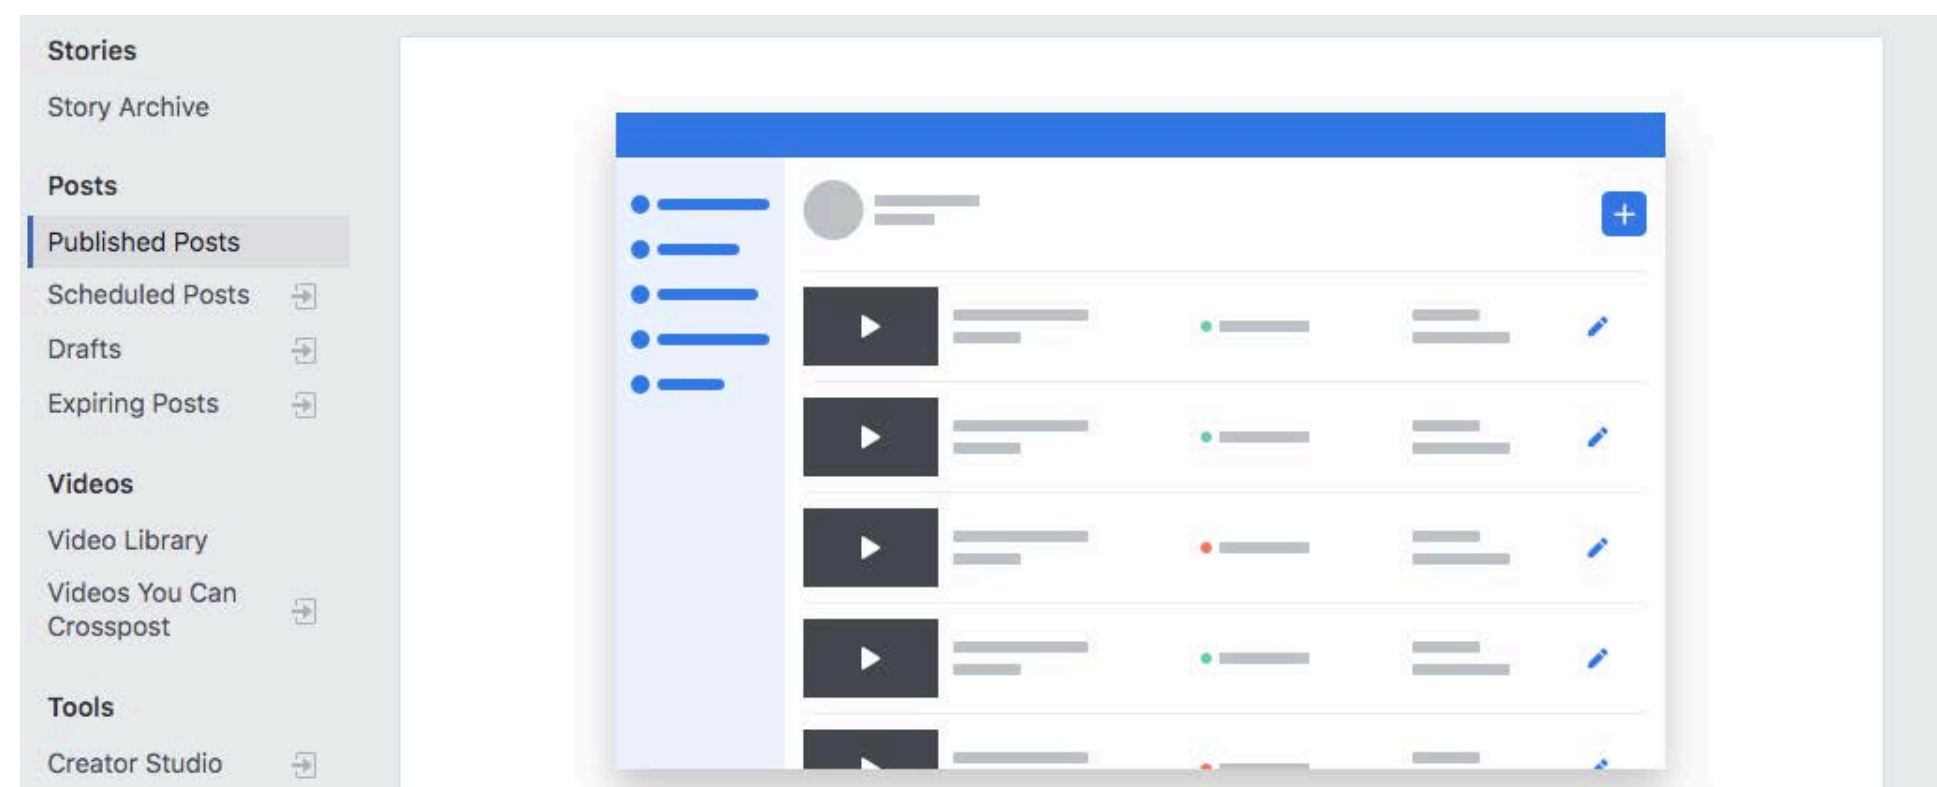 Stories
Story Archive
Posts
Published Posts
Scheduled Posts
Drafts
Expiring Posts
Videos
Video Library
Videos You Can
Crosspost
Tools
Creator Studio